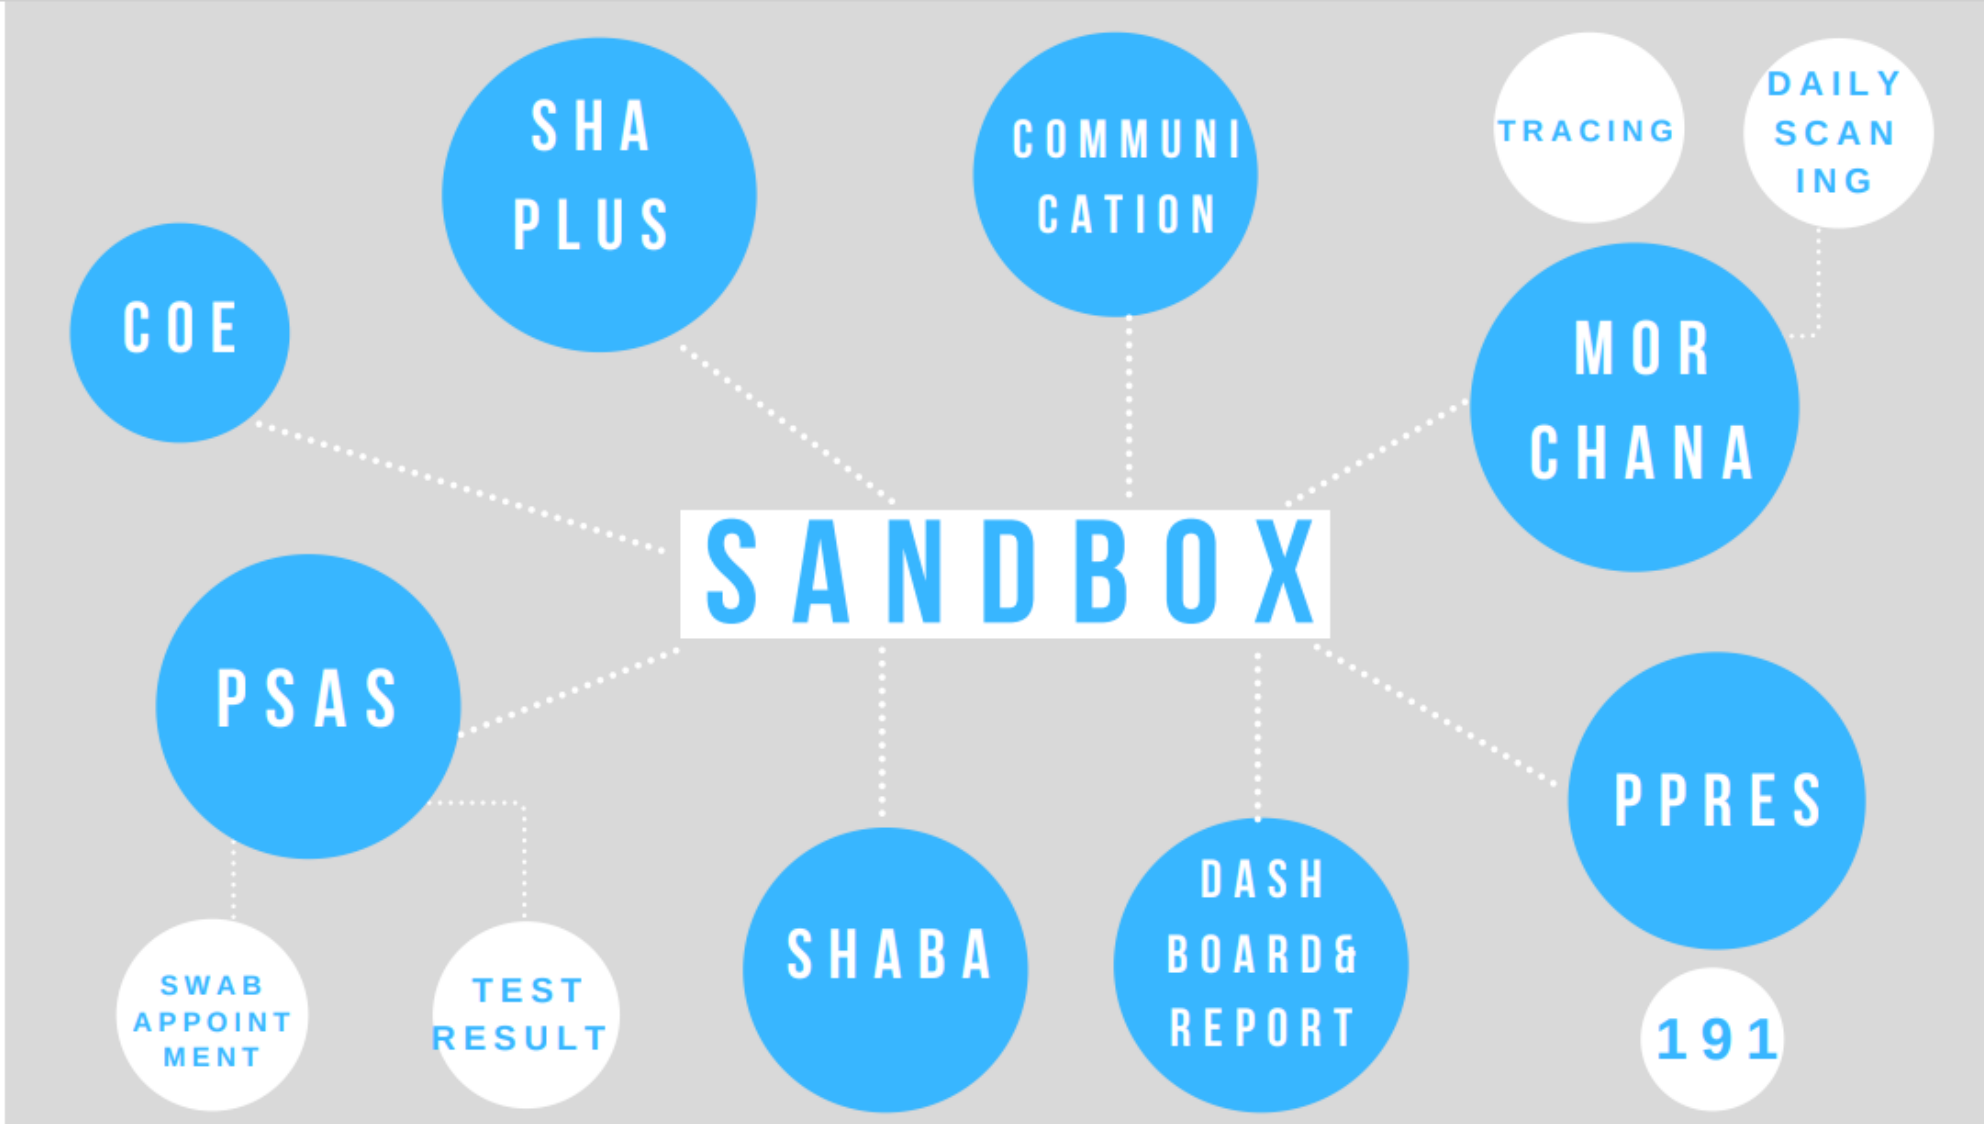 SHA
PLUS
COMMUNI
CATION
TRACING
DAILY
SCAN
ING
COE
MOR
CHANA
SANDBOX
PSAS
PPRES
SWAB
APPOINT
MENT
TEST
RESULT
SHABA
DASH
BOARD&
REPORT
191